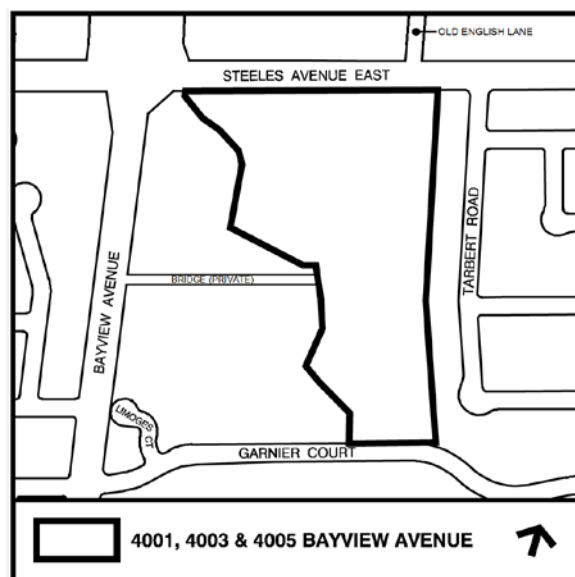 OLD ENGLISH LANE
STEELES AVENUE EAST
TARBERT ROAD
BRIDGE (PRIVATE)
BAYVIEW AVENUE
LIMOGES CT
GARNIER COURT
4001, 4003 & 4005 BAYVIEW AVENUE